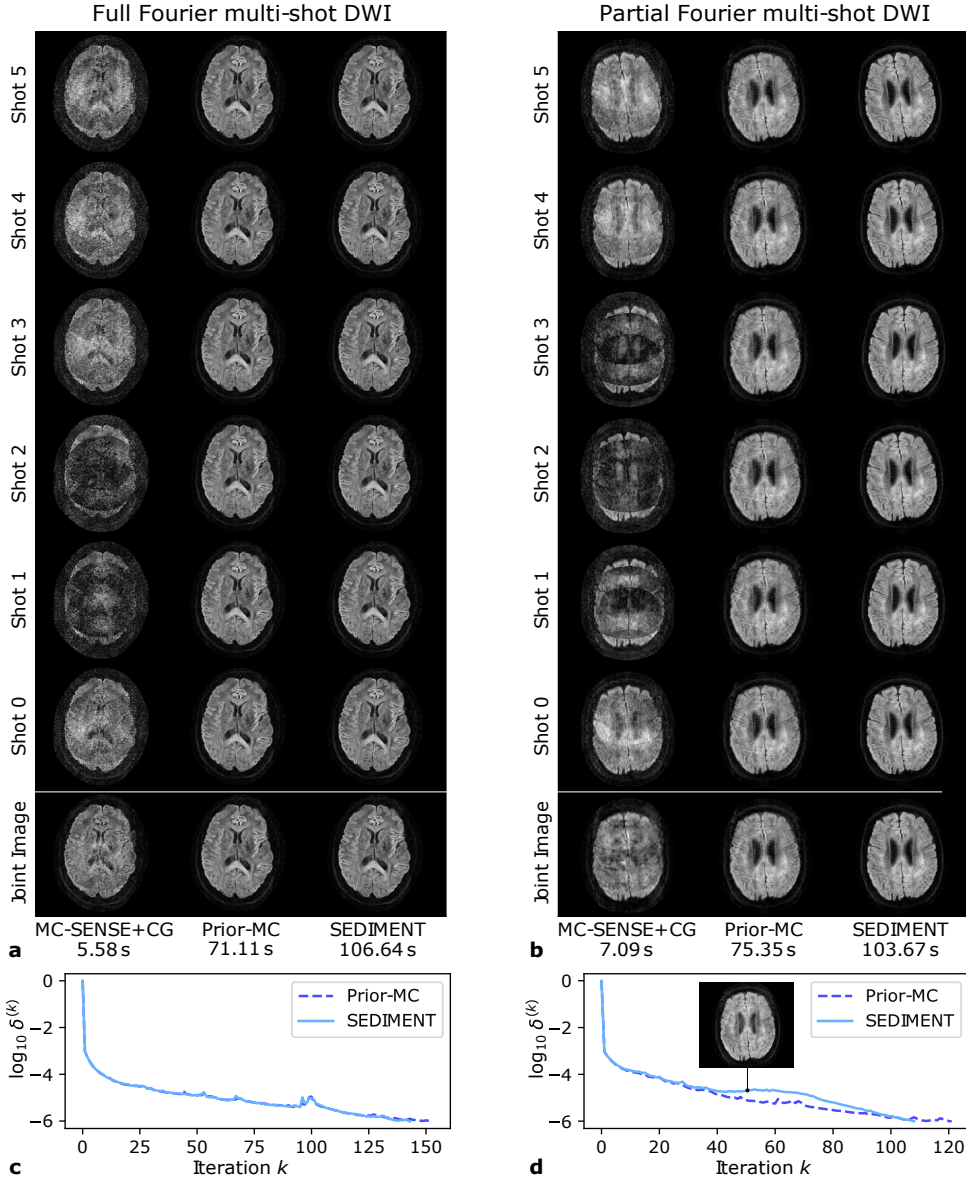 Full Fourier multi-shot DWI
Partial Fourier multi-shot DWI
Shot 5
Shot 4
Shot 3
Shot 2
Shot 1
Shot 0
Joint Image
Shot 5
Shot 4
Shot 3
Shot 2
Shot 1
Shot 0
Joint Image
MC-SENSE+CG Prior-MC SEDIMENT
a 5.58 s 71.11 s 106.64 s
MC-SENSE+CG Prior-MC SEDIMENT
b 7.09 s 75.35 s 103.67 s
log₁₀ δ⁽ᵏ⁾
0
−2
−4
−6
Prior-MC
SEDIMENT
0 25 50 75 100 125 150
c Iteration k
log₁₀ δ⁽ᵏ⁾
0
−2
−4
−6
Prior-MC
SEDIMENT
0 20 40 60 80 100 120
d Iteration k